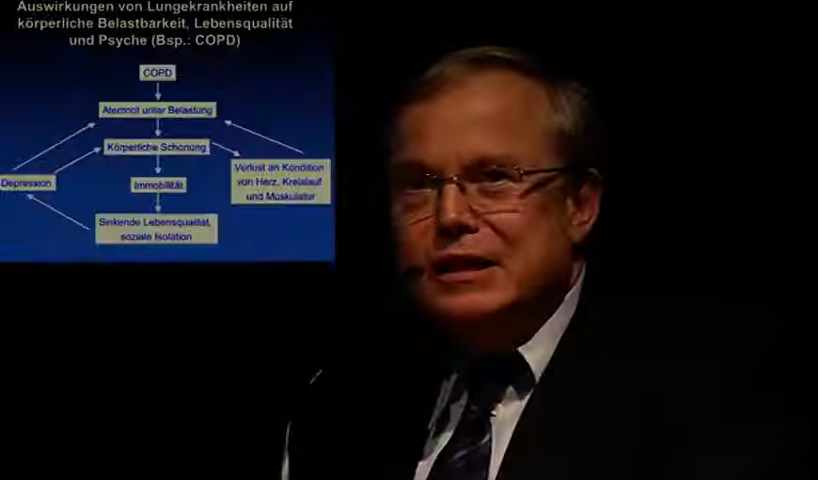 Auswirkungen von Lungekrankheiten auf
körperliche Belastbarkeit, Lebensqualität
und Psyche (Bsp.: COPD)
COPD
Atemnot unter Belastung
Körperliche Schonung
Depression
Immobilität
Verlust an Kondition
von Herz, Kreislauf
und Muskulatur
Sinkende Lebensqualität,
soziale Isolation